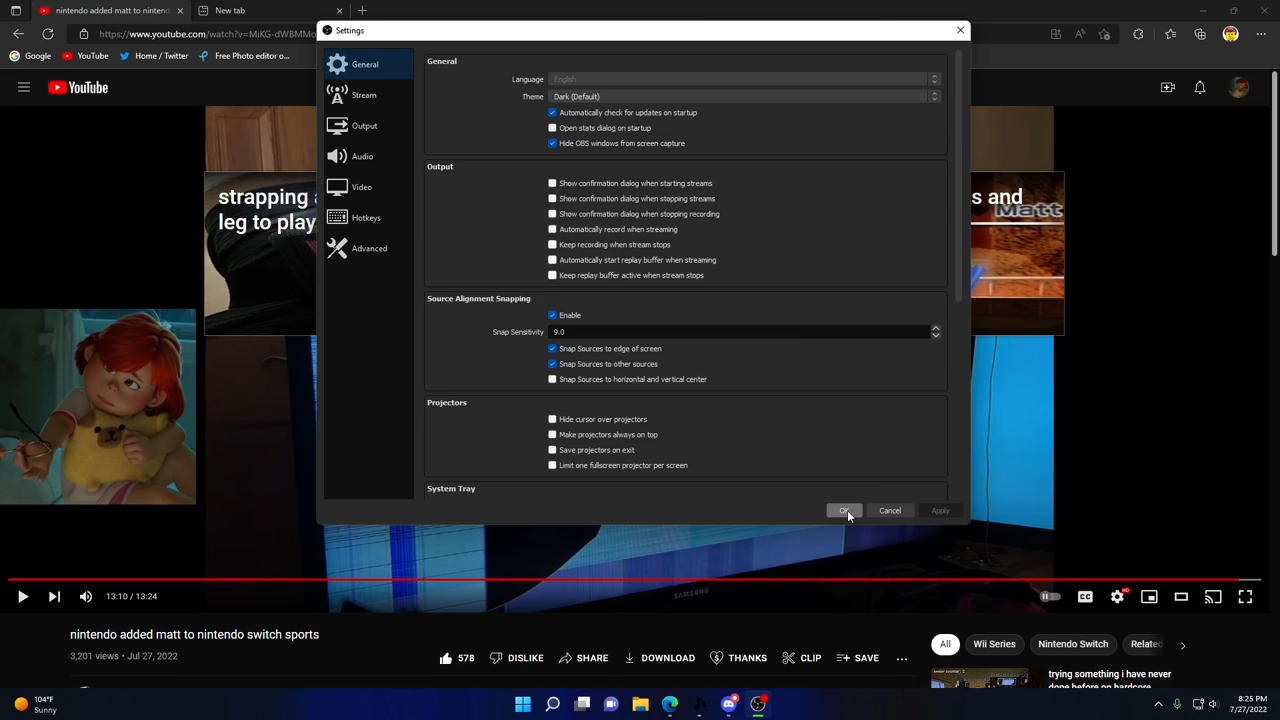 nintendo added matt to nintend
New tab
https://www.youtube.com/watch?v=MiKG-dWBMMo
Google
YouTube
Twitter
Home / Twitter
Free Photo editor o...
YouTube
strapping
leg to play
s and
Matt
Settings
General
Stream
Output
Audio
Video
Hotkeys
Advanced
General
Language English
Theme Dark (Default)
Automatically check for updates on startup
Open stats dialog on startup
Hide OBS windows from screen capture
Output
Show confirmation dialog when starting streams
Show confirmation dialog when stopping streams
Show confirmation dialog when stopping recording
Automatically record when streaming
Keep recording when stream stops
Automatically start replay buffer when streaming
Keep replay buffer active when stream stops
Source Alignment Snapping
Enable
Snap Sensitivity 9.0
Snap Sources to edge of screen
Snap Sources to other sources
Snap Sources to horizontal and vertical center
Projectors
Hide cursor over projectors
Make projectors always on top
Save projectors on exit
Limit one fullscreen projector per screen
System Tray
OK Cancel Apply
SAMSUNG
13:10 / 13:24
CC
HD
nintendo added matt to nintendo switch sports
3,201 views • Jul 27, 2022
578 DISLIKE SHARE DOWNLOAD THANKS CLIP SAVE
All Wii Series Nintendo Switch Related
trying something i have never
done before
104°F
Sunny
8:25 PM
7/27/2022